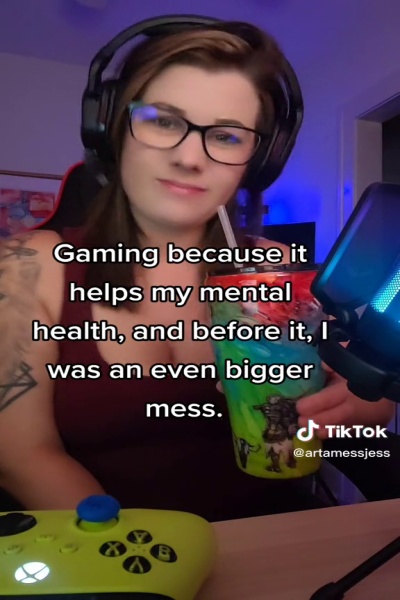 Gaming because it
helps my mental
health, and before it, I
was an even bigger
mess.
TikTok
@artamessjess
X
Y
B
A